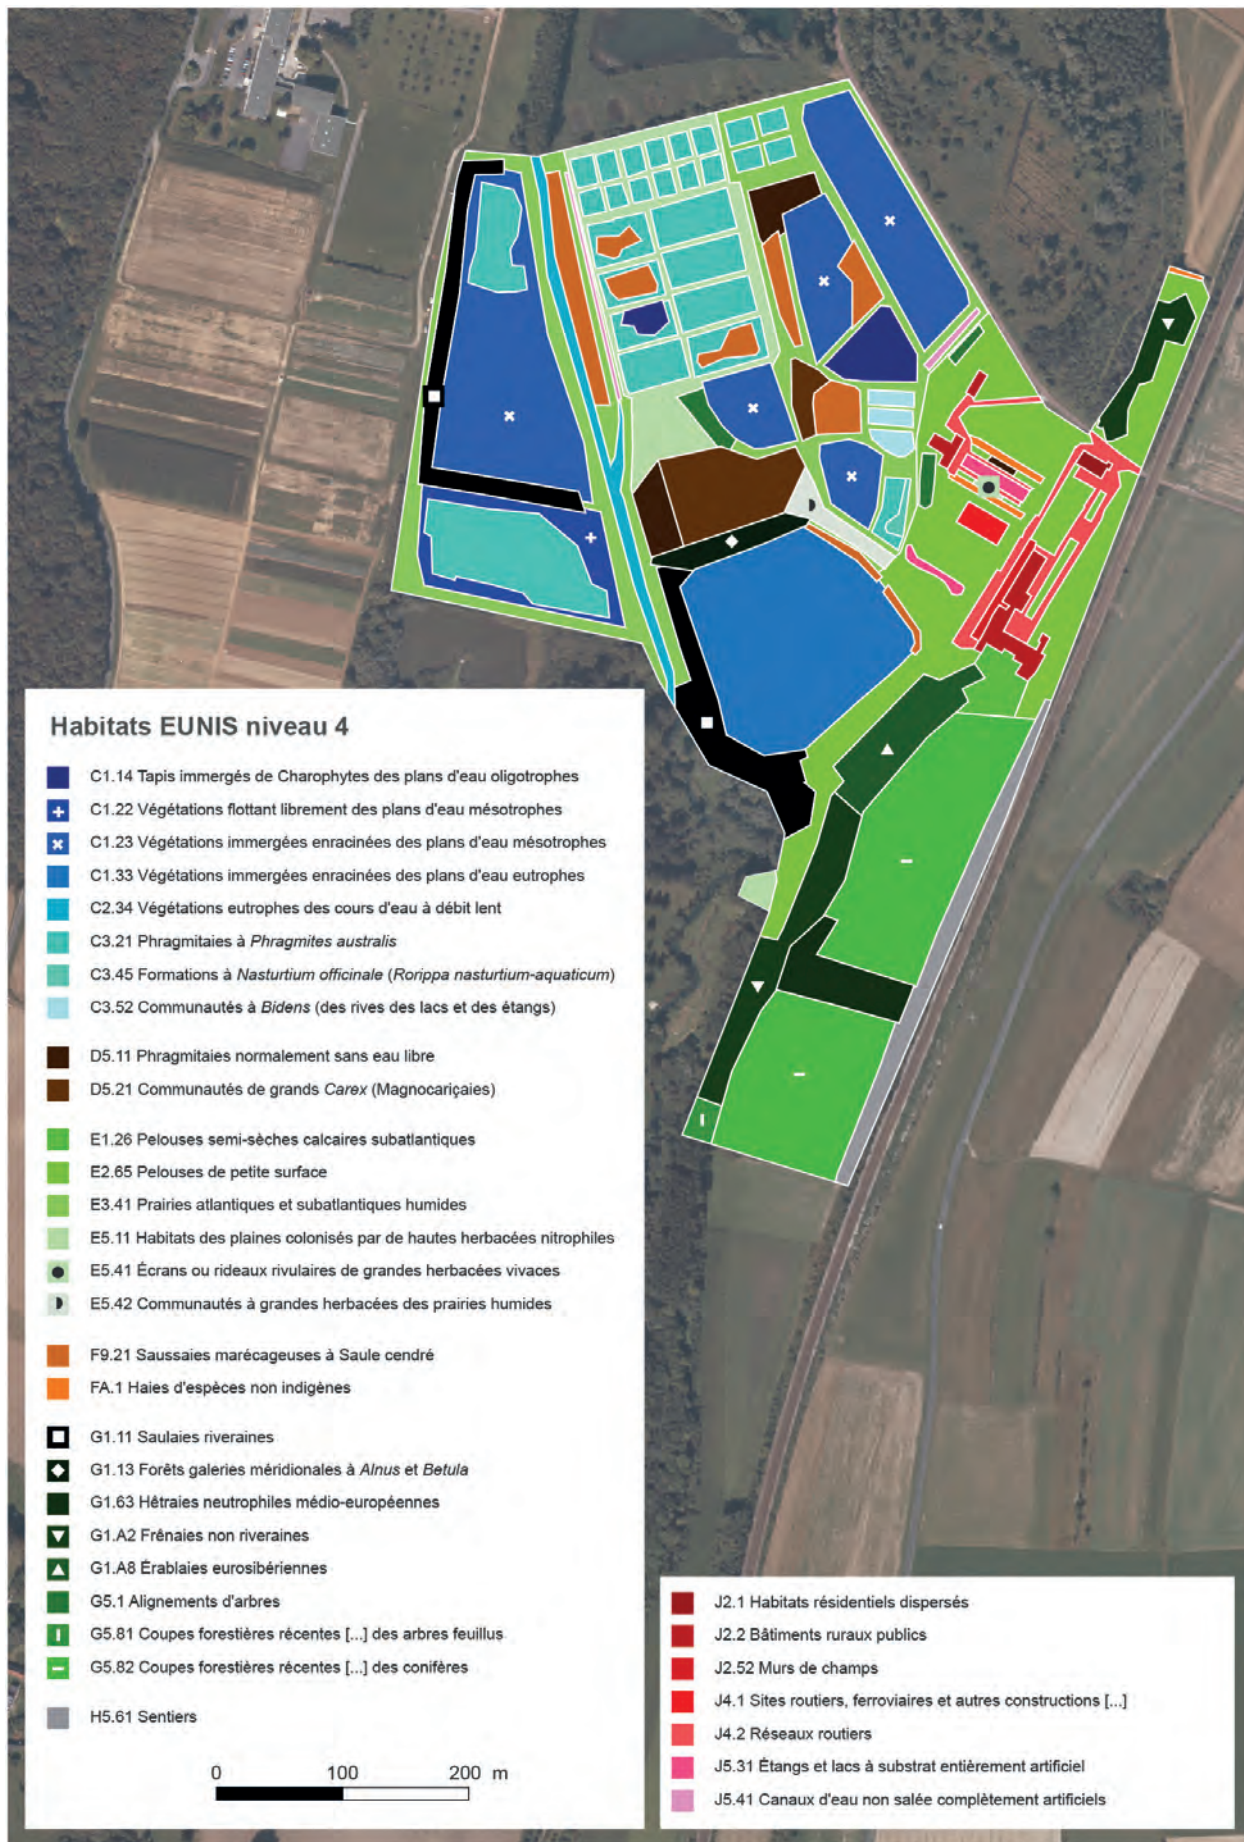 Habitats EUNIS niveau 4
C1.14 Tapis immergés de Charophytes des plans d'eau oligotrophes
C1.22 Végétations flottant librement des plans d'eau mésotrophes
C1.23 Végétations immergées enracinées des plans d'eau mésotrophes
C1.33 Végétations immergées enracinées des plans d'eau eutrophes
C2.34 Végétations eutrophes des cours d'eau à débit lent
C3.21 Phragmitaies à Phragmites australis
C3.45 Formations à Nasturtium officinale (Rorippa nasturtium-aquaticum)
C3.52 Communautés à Bidens (des rives des lacs et des étangs)
D5.11 Phragmitaies normalement sans eau libre
D5.21 Communautés de grands Carex (Magnocariçaies)
E1.26 Pelouses semi-sèches calcaires subatlantiques
E2.65 Pelouses de petite surface
E3.41 Prairies atlantiques et subatlantiques humides
E5.11 Habitats des plaines colonisés par de hautes herbacées nitrophiles
E5.41 Écrans ou rideaux rivulaires de grandes herbacées vivaces
E5.42 Communautés à grandes herbacées des prairies humides
F9.21 Saussaies marécageuses à Saule cendré
FA.1 Haies d'espèces non indigènes
G1.11 Saulaies riveraines
G1.13 Forêts galeries méridionales à Alnus et Betula
G1.63 Hêtraies neutrophiles médio-européennes
G1.A2 Frênaies non riveraines
G1.A8 Érablaies eurosibériennes
G5.1 Alignements d'arbres
G5.81 Coupes forestières récentes [...] des arbres feuillus
G5.82 Coupes forestières récentes [...] des conifères
H5.61 Sentiers
0 100 200 m
J2.1 Habitats résidentiels dispersés
J2.2 Bâtiments ruraux publics
J2.52 Murs de champs
J4.1 Sites routiers, ferroviaires et autres constructions [...]
J4.2 Réseaux routiers
J5.31 Étangs et lacs à substrat entièrement artificiel
J5.41 Canaux d'eau non salée complètement artificiels